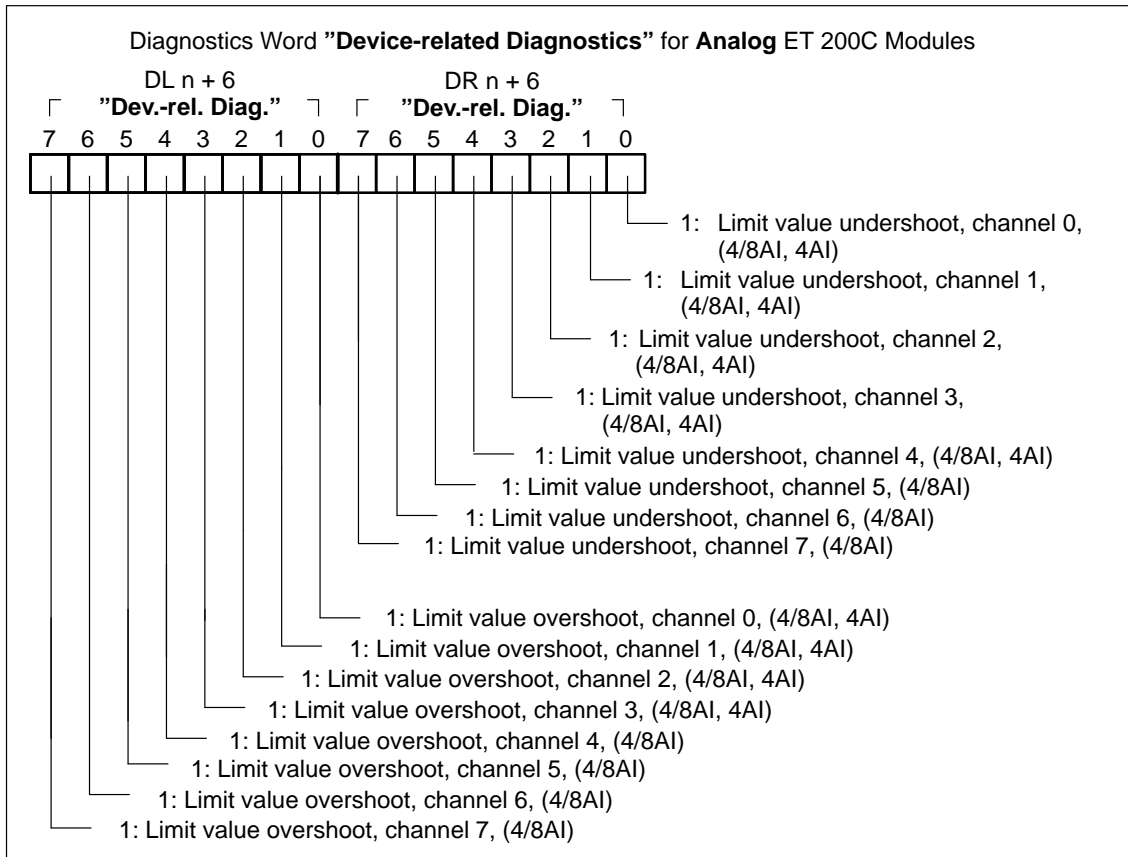 Diagnostics Word ”Device-related Diagnostics” for Analog ET 200C Modules
DL n + 6 DR n + 6
”Dev.-rel. Diag.” ”Dev.-rel. Diag.”
7 6 5 4 3 2 1 0 7 6 5 4 3 2 1 0
1: Limit value undershoot, channel 0,
(4/8AI, 4AI)
1: Limit value undershoot, channel 1,
(4/8AI, 4AI)
1: Limit value undershoot, channel 2,
(4/8AI, 4AI)
1: Limit value undershoot, channel 3,
(4/8AI, 4AI)
1: Limit value undershoot, channel 4, (4/8AI, 4AI)
1: Limit value undershoot, channel 5, (4/8AI)
1: Limit value undershoot, channel 6, (4/8AI)
1: Limit value undershoot, channel 7, (4/8AI)
1: Limit value overshoot, channel 0, (4/8AI, 4AI)
1: Limit value overshoot, channel 1, (4/8AI, 4AI)
1: Limit value overshoot, channel 2, (4/8AI, 4AI)
1: Limit value overshoot, channel 3, (4/8AI, 4AI)
1: Limit value overshoot, channel 4, (4/8AI)
1: Limit value overshoot, channel 5, (4/8AI)
1: Limit value overshoot, channel 6, (4/8AI)
1: Limit value overshoot, channel 7, (4/8AI)